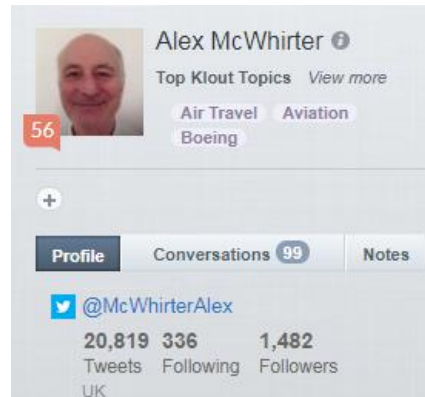 Alex McWhirter
Top Klout Topics View more
Air Travel Aviation
Boeing
56
+
Profile Conversations 99 Notes
@McWhirterAlex
20,819 336 1,482
Tweets Following Followers
UK